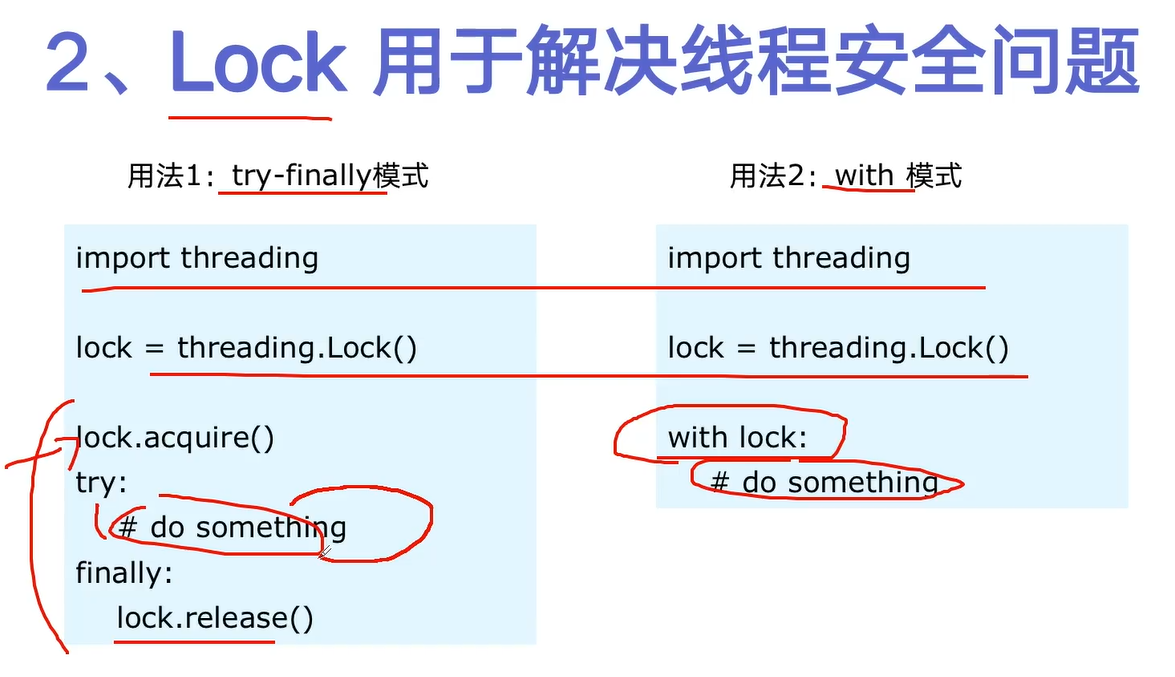 2、Lock 用于解决线程安全问题
用法1：try-finally模式
import threading
lock = threading.Lock()
lock.acquire()
try:
# do something
finally:
lock.release()
用法2：with 模式
import threading
lock = threading.Lock()
with lock:
# do something